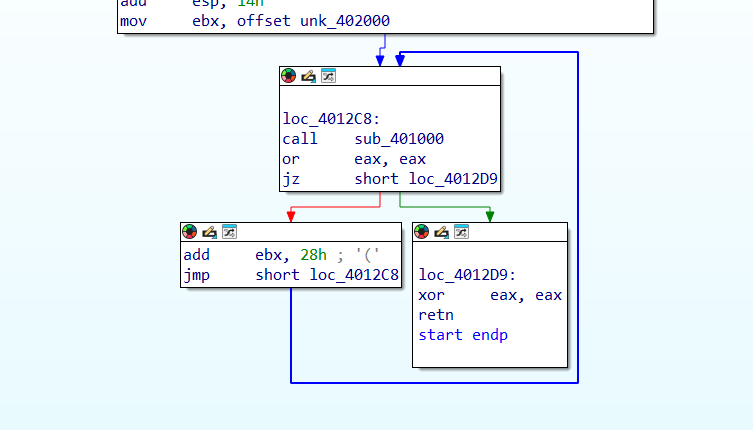 add     esp, 14h
mov     ebx, offset unk_402000
loc_4012C8:
call    sub_401000
or      eax, eax
jz      short loc_4012D9
add     ebx, 28h ; '('
jmp     short loc_4012C8
loc_4012D9:
xor     eax, eax
retn
start endp